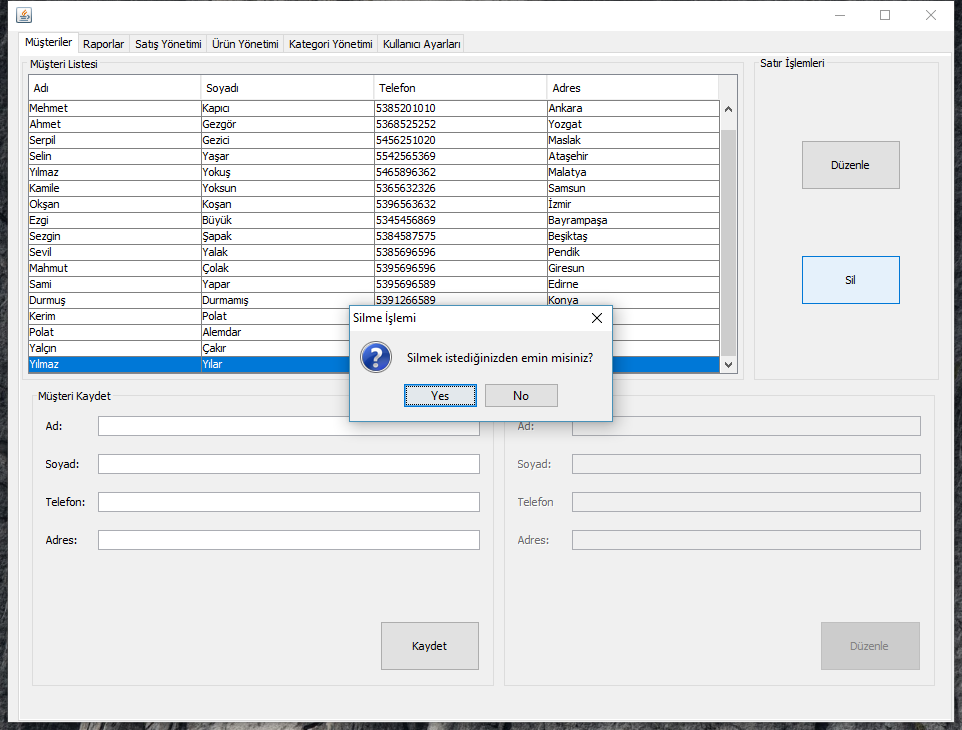 Müşteriler Raporlar Satış Yönetimi Ürün Yönetimi Kategori Yönetimi Kullanıcı Ayarları
Müşteri Listesi
Adı Soyadı Telefon Adres
Mehmet Kapıcı 5385201010 Ankara
Ahmet Gezgör 5368525252 Yozgat
Serpil Gezici 5456251020 Maslak
Selin Yaşar 5542565369 Ataşehir
Yılmaz Yokuş 5465896362 Malatya
Kamile Yoksun 5365632326 Samsun
Okşan Koşan 5396563632 İzmir
Ezgi Büyük 5345456869 Bayrampaşa
Sezgin Şapak 5384587575 Beşiktaş
Sevil Yalak 5385696596 Pendik
Mahmut Çolak 5395696596 Giresun
Sami Yapar 5395696589 Edirne
Durmuş Durmamış 5391266589 Konya
Kerim Polat
Polat Alemdar
Yalçın Çakır
Yılmaz Yılar
Satır İşlemleri
Düzenle
Sil
Silme İşlemi
Silmek istediğinizden emin misiniz?
Yes No
Müşteri Kaydet
Ad:
Soyad:
Telefon:
Adres:
Kaydet
Ad:
Soyad:
Telefon
Adres:
Düzenle